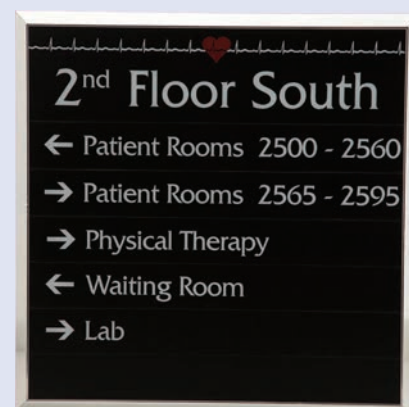 2nd Floor South
← Patient Rooms 2500 - 2560
→ Patient Rooms 2565 - 2595
→ Physical Therapy
← Waiting Room
→ Lab